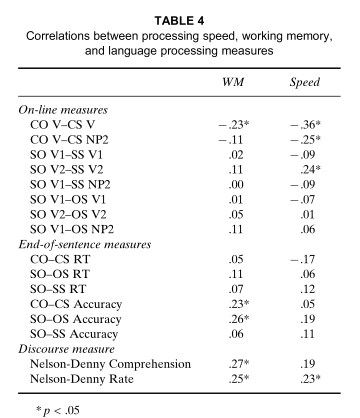 TABLE 4
Correlations between processing speed, working memory,
and language processing measures
WM Speed
On-line measures
CO V–CS V −.23* −.36*
CO V–CS NP2 −.11 −.25*
SO V1–SS V1 .02 −.09
SO V2–SS V2 .11 .24*
SO V1–SS NP2 .00 −.09
SO V1–OS V1 .01 −.07
SO V2–OS V2 .05 .01
SO V1–OS NP2 .11 .06
End-of-sentence measures
CO–CS RT .05 −.17
SO–OS RT .11 .06
SO–SS RT .07 .12
CO–CS Accuracy .23* .05
SO–OS Accuracy .26* .19
SO–SS Accuracy .06 .11
Discourse measure
Nelson-Denny Comprehension .27* .19
Nelson-Denny Rate .25* .23*
* p < .05